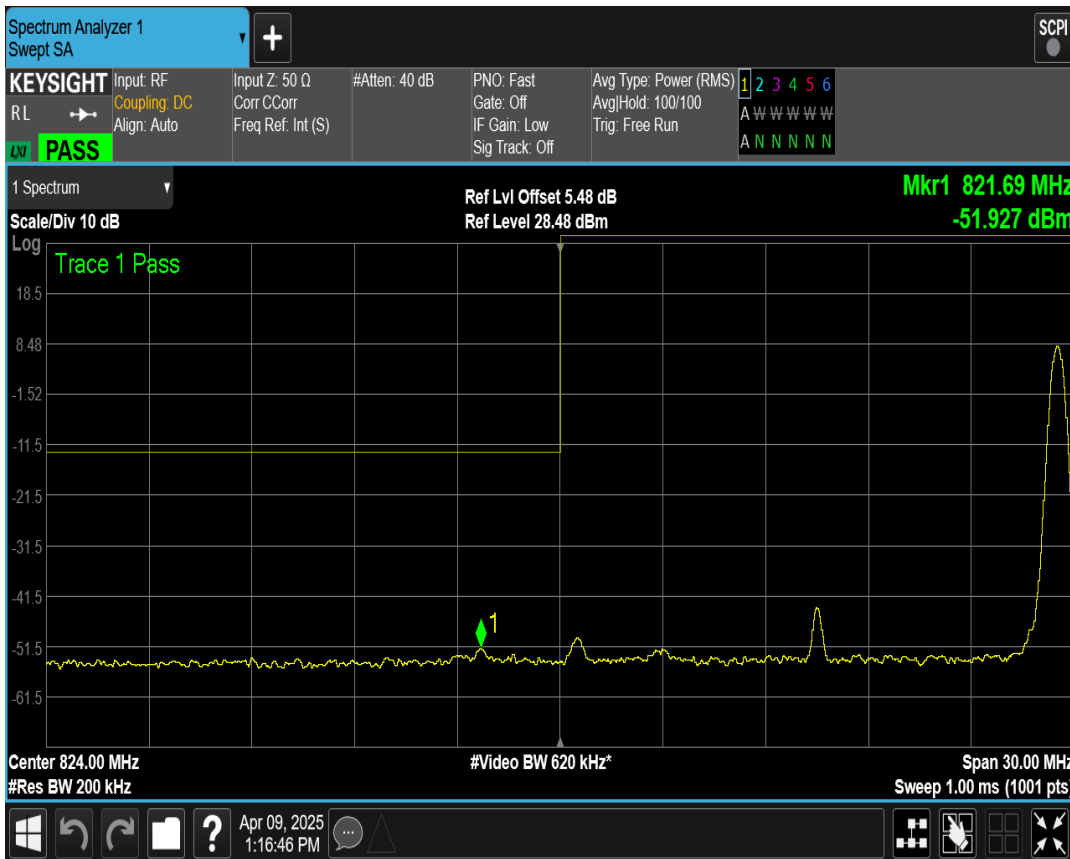 Spectrum Analyzer 1
Swept SA
+
SCPI
KEYSIGHT
RL
LXI PASS
Input: RF
Coupling: DC
Align: Auto
Input Z: 50 Ω
Corr CCorr
Freq Ref: Int (S)
#Atten: 40 dB
PNO: Fast
Gate: Off
IF Gain: Low
Sig Track: Off
Avg Type: Power (RMS)
Avg|Hold: 100/100
Trig: Free Run
1 2 3 4 5 6
A W W W W W
A N N N N N
1 Spectrum
Scale/Div 10 dB
Ref Lvl Offset 5.48 dB
Ref Level 28.48 dBm
Mkr1 821.69 MHz
-51.927 dBm
Log
Trace 1 Pass
18.5
8.48
-1.52
-11.5
-21.5
-31.5
-41.5
1
-51.5
-61.5
Center 824.00 MHz
#Video BW 620 kHz*
Span 30.00 MHz
#Res BW 200 kHz
Sweep 1.00 ms (1001 pts)
?
Apr 09, 2025
1:16:46 PM